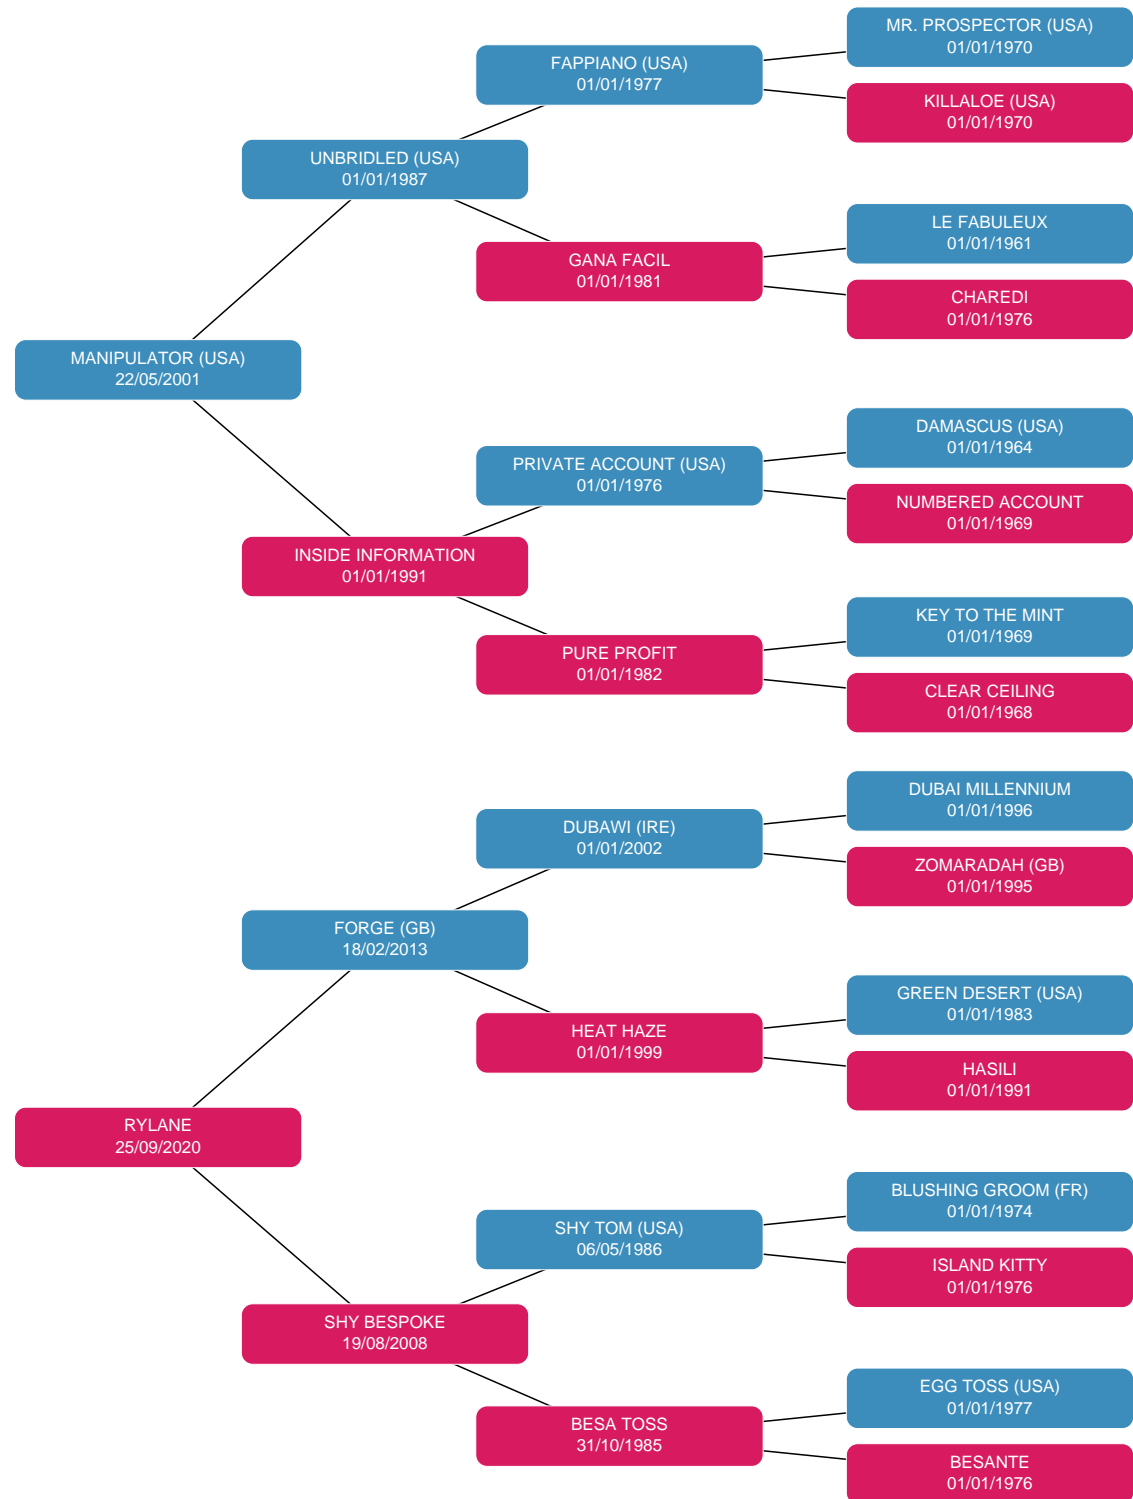 MR. PROSPECTOR (USA)
01/01/1970
FAPPIANO (USA)
01/01/1977
KILLALOE (USA)
01/01/1970
UNBRIDLED (USA)
01/01/1987
LE FABULEUX
01/01/1961
GANA FACIL
01/01/1981
CHAREDI
01/01/1976
MANIPULATOR (USA)
22/05/2001
DAMASCUS (USA)
01/01/1964
PRIVATE ACCOUNT (USA)
01/01/1976
NUMBERED ACCOUNT
01/01/1969
INSIDE INFORMATION
01/01/1991
KEY TO THE MINT
01/01/1969
PURE PROFIT
01/01/1982
CLEAR CEILING
01/01/1968
DUBAI MILLENNIUM
01/01/1996
DUBAWI (IRE)
01/01/2002
ZOMARADAH (GB)
01/01/1995
FORGE (GB)
18/02/2013
GREEN DESERT (USA)
01/01/1983
HEAT HAZE
01/01/1999
HASILI
01/01/1991
RYLANE
25/09/2020
BLUSHING GROOM (FR)
01/01/1974
SHY TOM (USA)
06/05/1986
ISLAND KITTY
01/01/1976
SHY BESPOKE
19/08/2008
EGG TOSS (USA)
01/01/1977
BESA TOSS
31/10/1985
BESANTE
01/01/1976